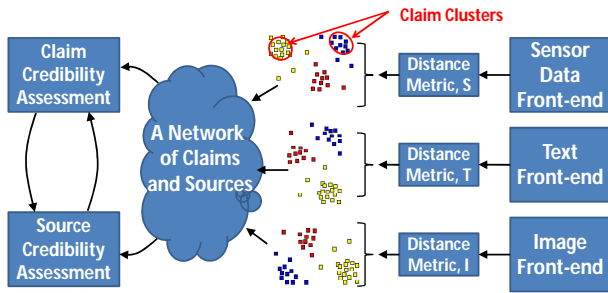 Claim Clusters
Claim
Credibility
Assessment
A Network
of Claims
and Sources
Source
Credibility
Assessment
Distance
Metric, S
Sensor
Data
Front-end
Distance
Metric, T
Text
Front-end
Distance
Metric, I
Image
Front-end